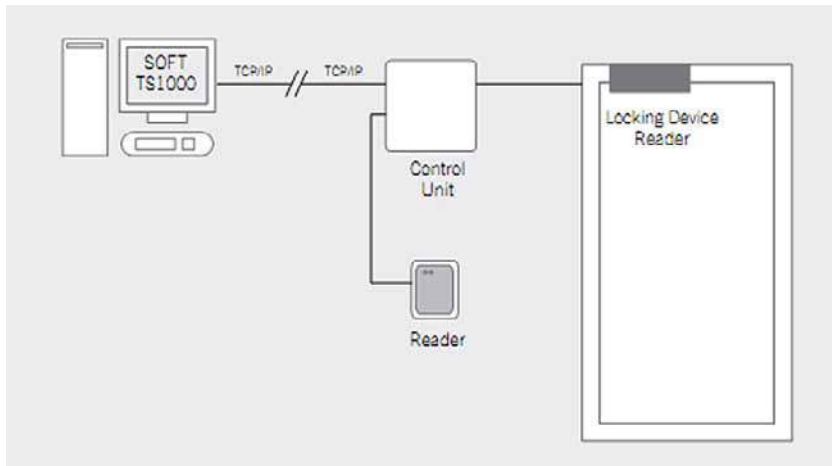 SOFT
TS1000
TCP/IP
TCP/IP
Control
Unit
Reader
Locking Device
Reader